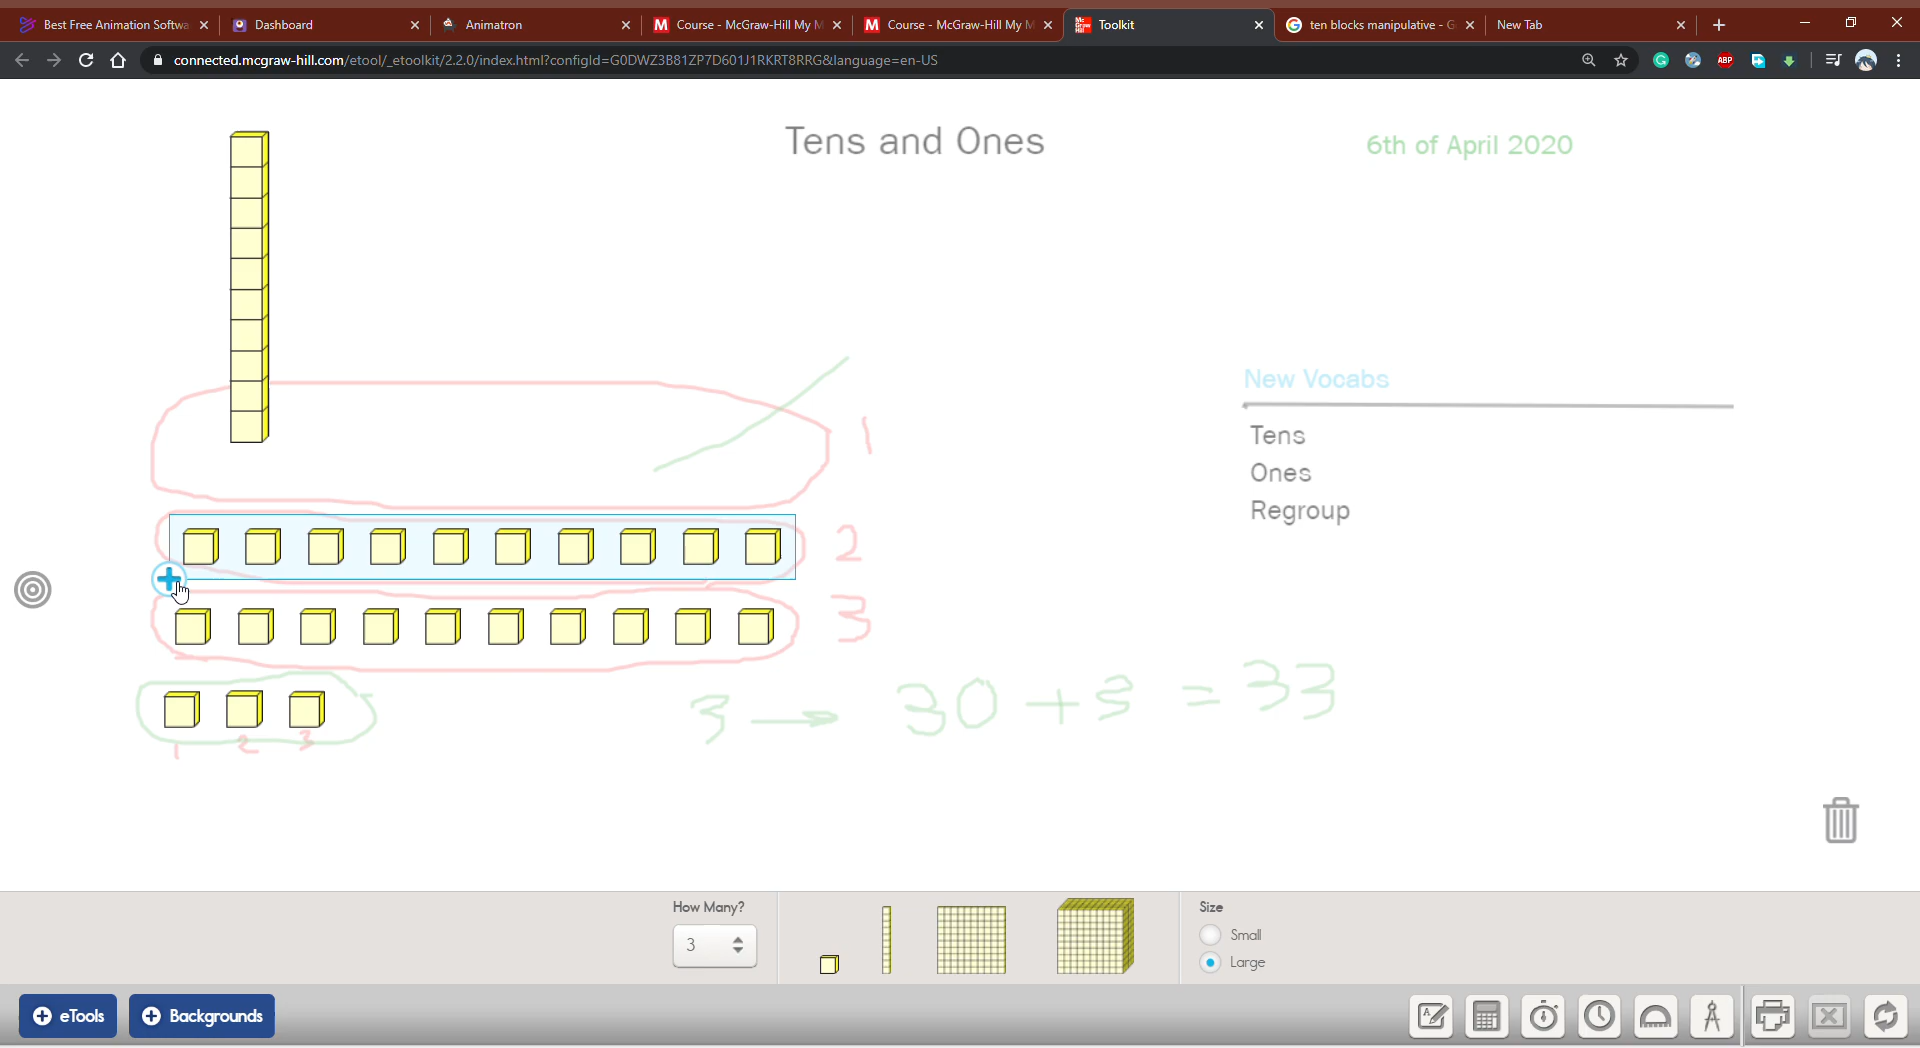 Best Free Animation Softwa
Dashboard
Animatron
Course - McGraw-Hill My M
Course - McGraw-Hill My M
Toolkit
ten blocks manipulative - G
New Tab
connected.mcgraw-hill.com/etool/_etoolkit/2.2.0/index.html?configId=G0DWZ3B81ZP7D601J1RKRT8RRG&language=en-US
ABP
Tens and Ones
6th of April 2020
New Vocabs
Tens
Ones
Regroup
1
2
3
3 → 30 + 3 = 33
1 2 3
How Many?
3
Size
Small
Large
eTools
Backgrounds